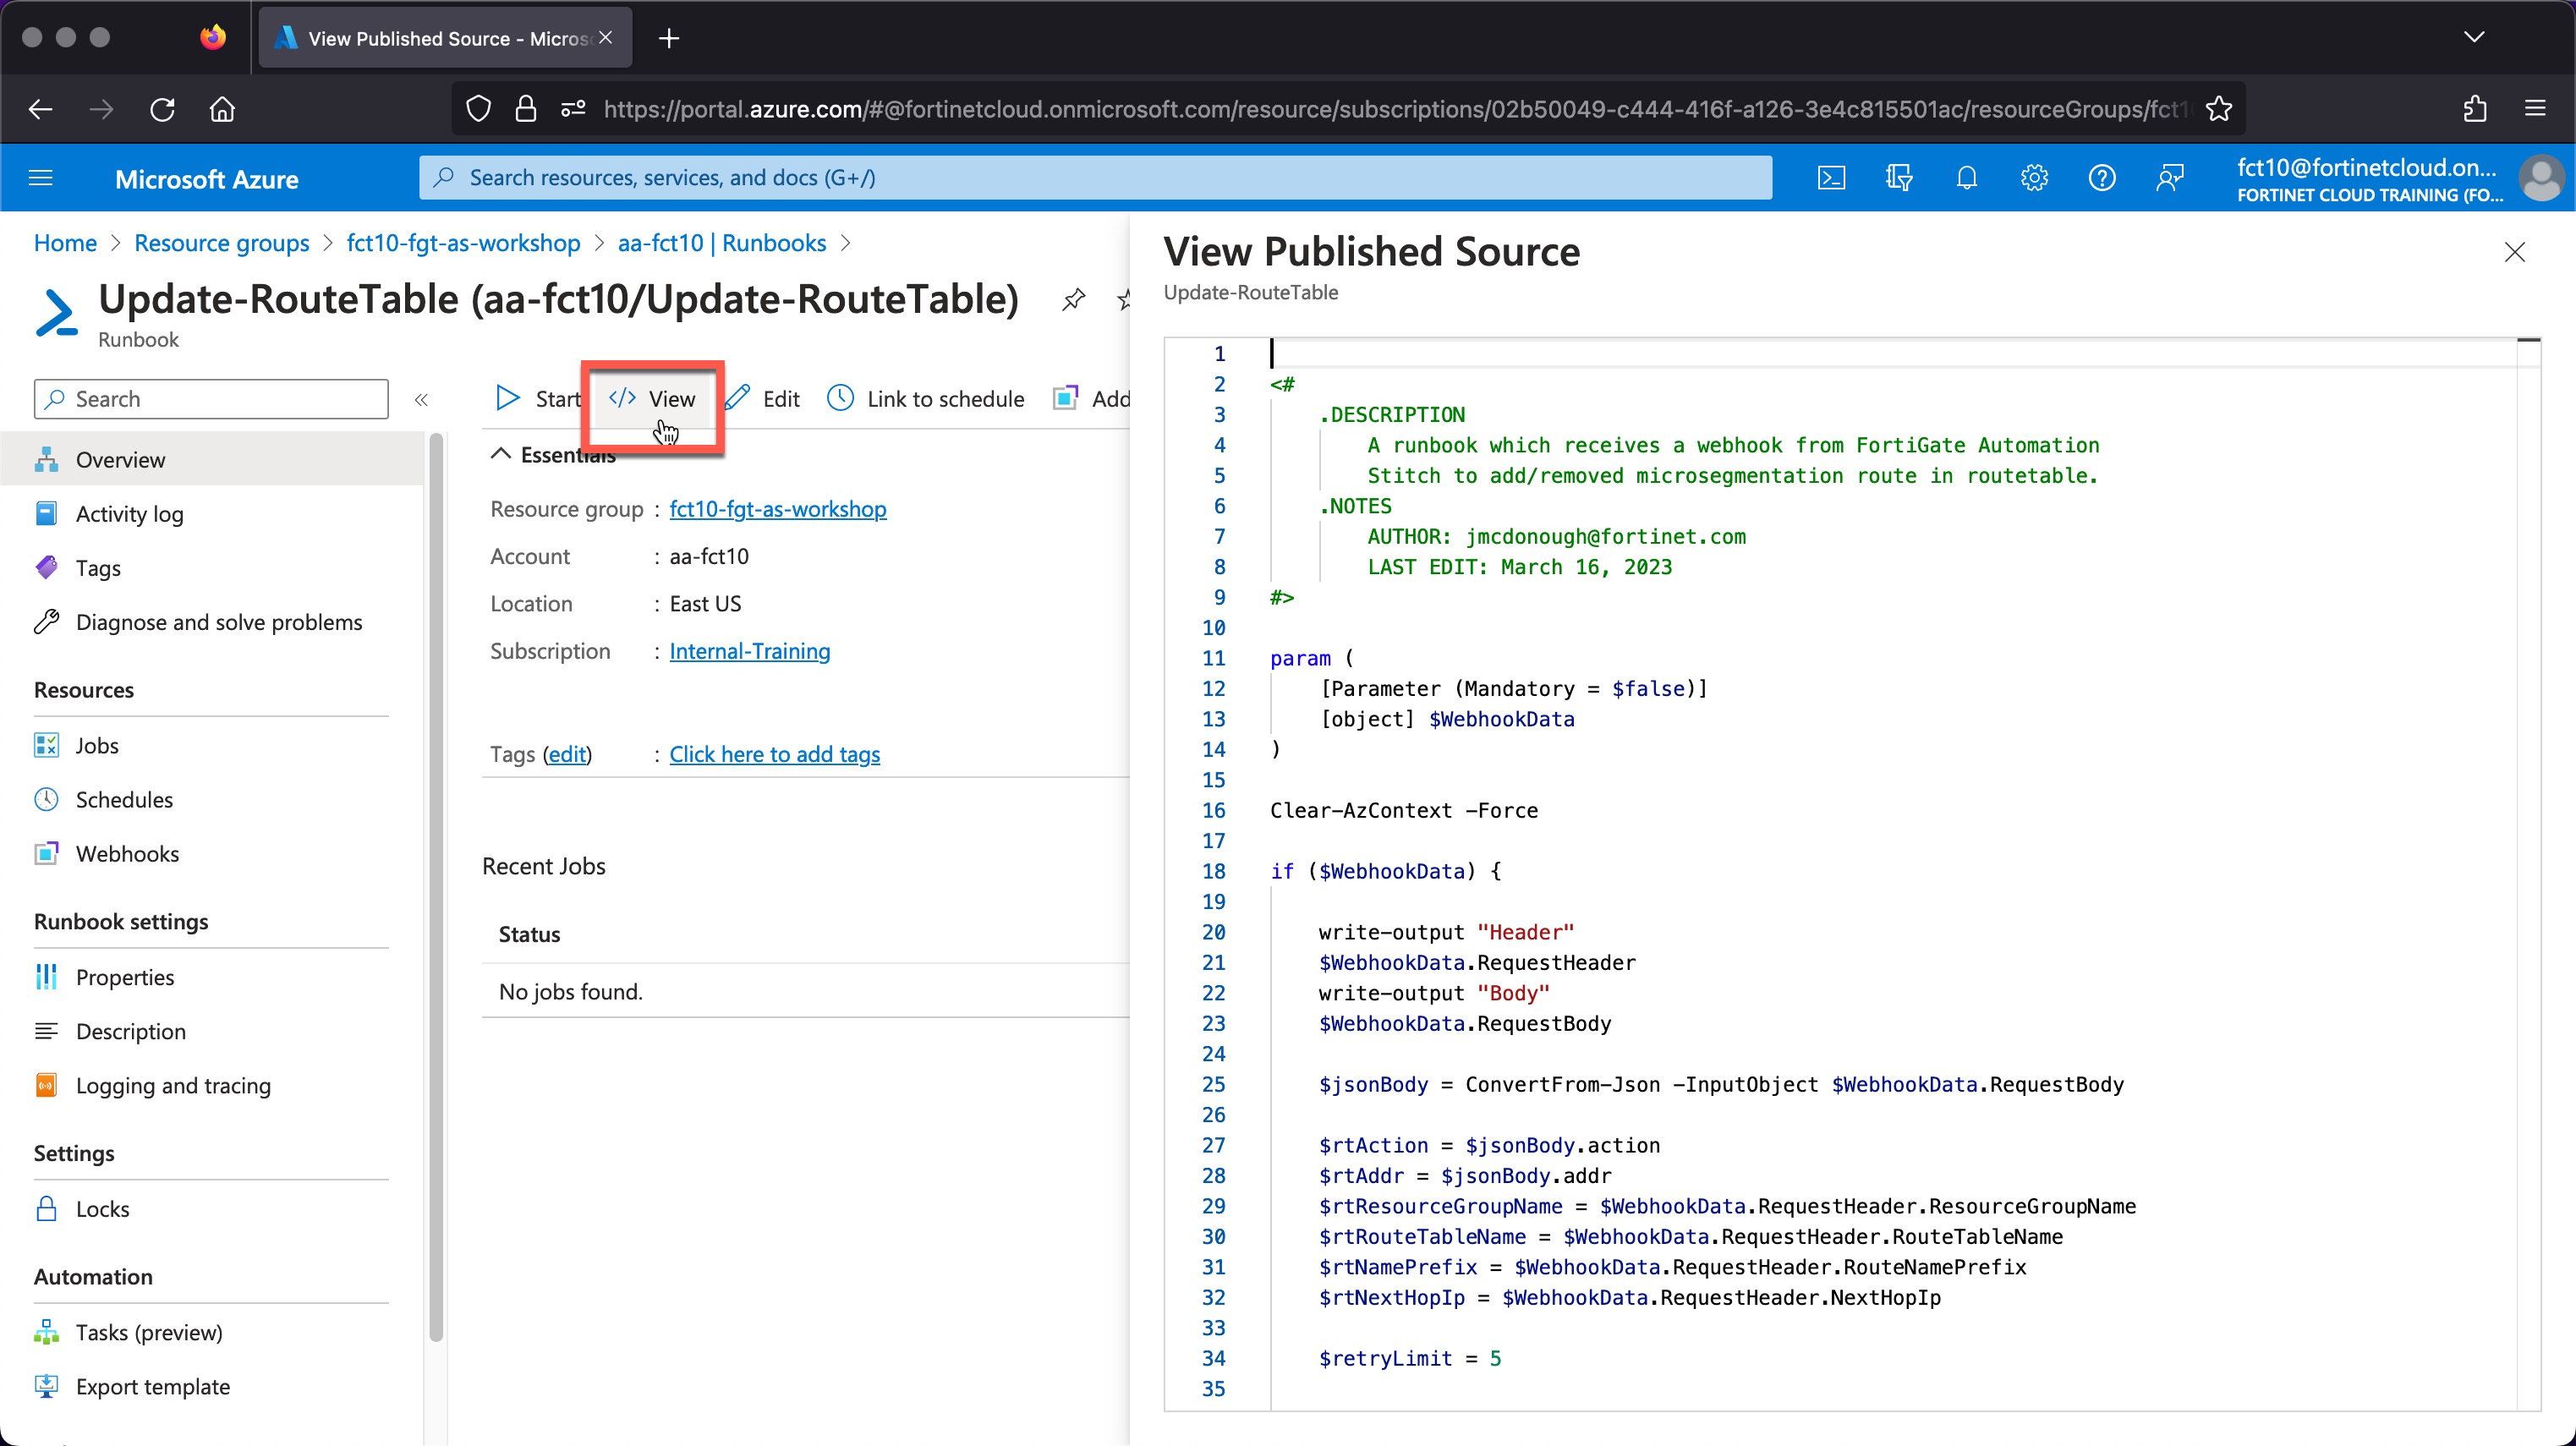 View Published Source - Micros
https://portal.azure.com/#@fortinetcloud.onmicrosoft.com/resource/subscriptions/02b50049-c444-416f-a126-3e4c815501ac/resourceGroups/fct1
Microsoft Azure
Search resources, services, and docs (G+/)
fct10@fortinetcloud.on...
FORTINET CLOUD TRAINING (FO...
Home > Resource groups > fct10-fgt-as-workshop > aa-fct10 | Runbooks >
Update-RouteTable (aa-fct10/Update-RouteTable)
Runbook
Search
«
Start
</> View
Edit
Link to schedule
Add
Overview
Activity log
Tags
Diagnose and solve problems
Resources
Jobs
Schedules
Webhooks
Runbook settings
Properties
Description
Logging and tracing
Settings
Locks
Automation
Tasks (preview)
Export template
Essentials
Resource group : fct10-fgt-as-workshop
Account : aa-fct10
Location : East US
Subscription : Internal-Training
Tags (edit) : Click here to add tags
Recent Jobs
Status
No jobs found.
View Published Source
Update-RouteTable
1
2 <#
3 .DESCRIPTION
4 A runbook which receives a webhook from FortiGate Automation
5 Stitch to add/removed microsegmentation route in routetable.
6 .NOTES
7 AUTHOR: jmcdonough@fortinet.com
8 LAST EDIT: March 16, 2023
9 #>
10
11 param (
12 [Parameter (Mandatory = $false)]
13 [object] $WebhookData
14 )
15
16 Clear-AzContext -Force
17
18 if ($WebhookData) {
19
20 write-output "Header"
21 $WebhookData.RequestHeader
22 write-output "Body"
23 $WebhookData.RequestBody
24
25 $jsonBody = ConvertFrom-Json -InputObject $WebhookData.RequestBody
26
27 $rtAction = $jsonBody.action
28 $rtAddr = $jsonBody.addr
29 $rtResourceGroupName = $WebhookData.RequestHeader.ResourceGroupName
30 $rtRouteTableName = $WebhookData.RequestHeader.RouteTableName
31 $rtNamePrefix = $WebhookData.RequestHeader.RouteNamePrefix
32 $rtNextHopIp = $WebhookData.RequestHeader.NextHopIp
33
34 $retryLimit = 5
35